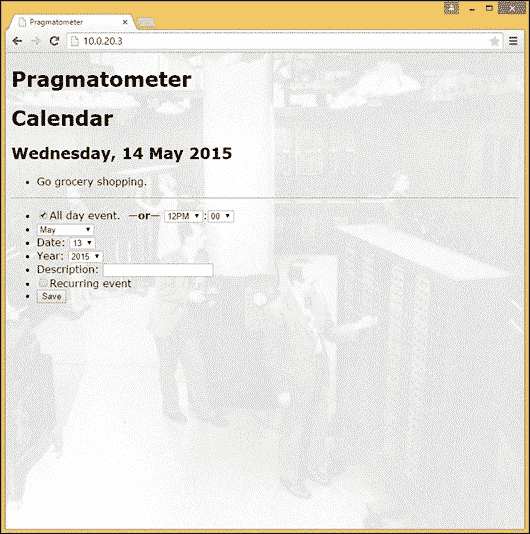 Pragmatometer
10.0.20.3
Pragmatometer
Calendar
Wednesday, 14 May 2015
Go grocery shopping.
All day event. —or— 12PM : 00
May
Date: 13
Year: 2015
Description:
Recurring event
Save